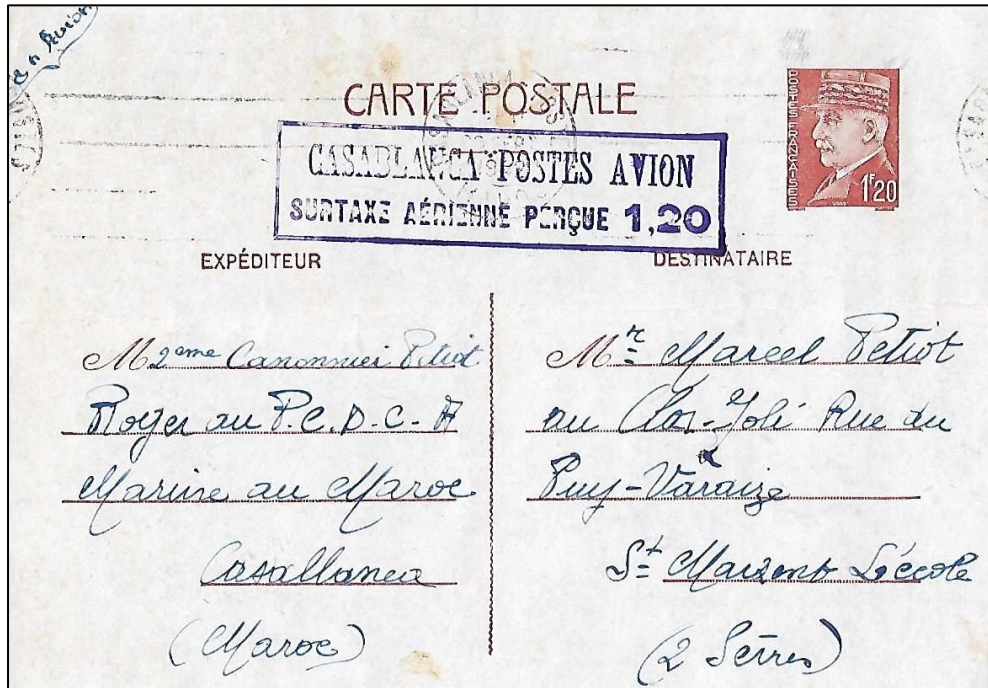 Avion
CARTE POSTALE
POSTES FRANÇAISES
1F20
CASABLANCA POSTES AVION
SURTAXE AÉRIENNE PERÇUE 1,20
EXPÉDITEUR
M 2eme Canonnier Petiot
Royer au P.C.D.C-A
Marine au Maroc
Casablanca
(Maroc)
DESTINATAIRE
Mr Marcel Petiot
au Clos-Joli Rue du
Puy-Varaize
St Maixent L'école
(2 Sèvres)